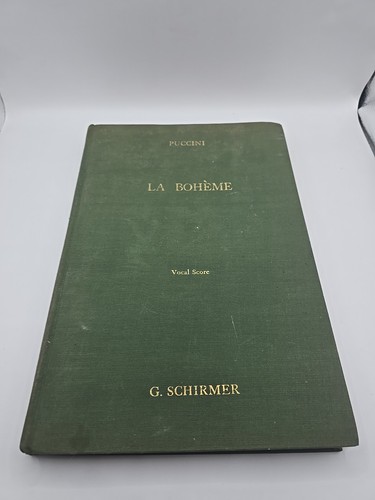 PUCCINI
LA BOHÈME
Vocal Score
G. SCHIRMER